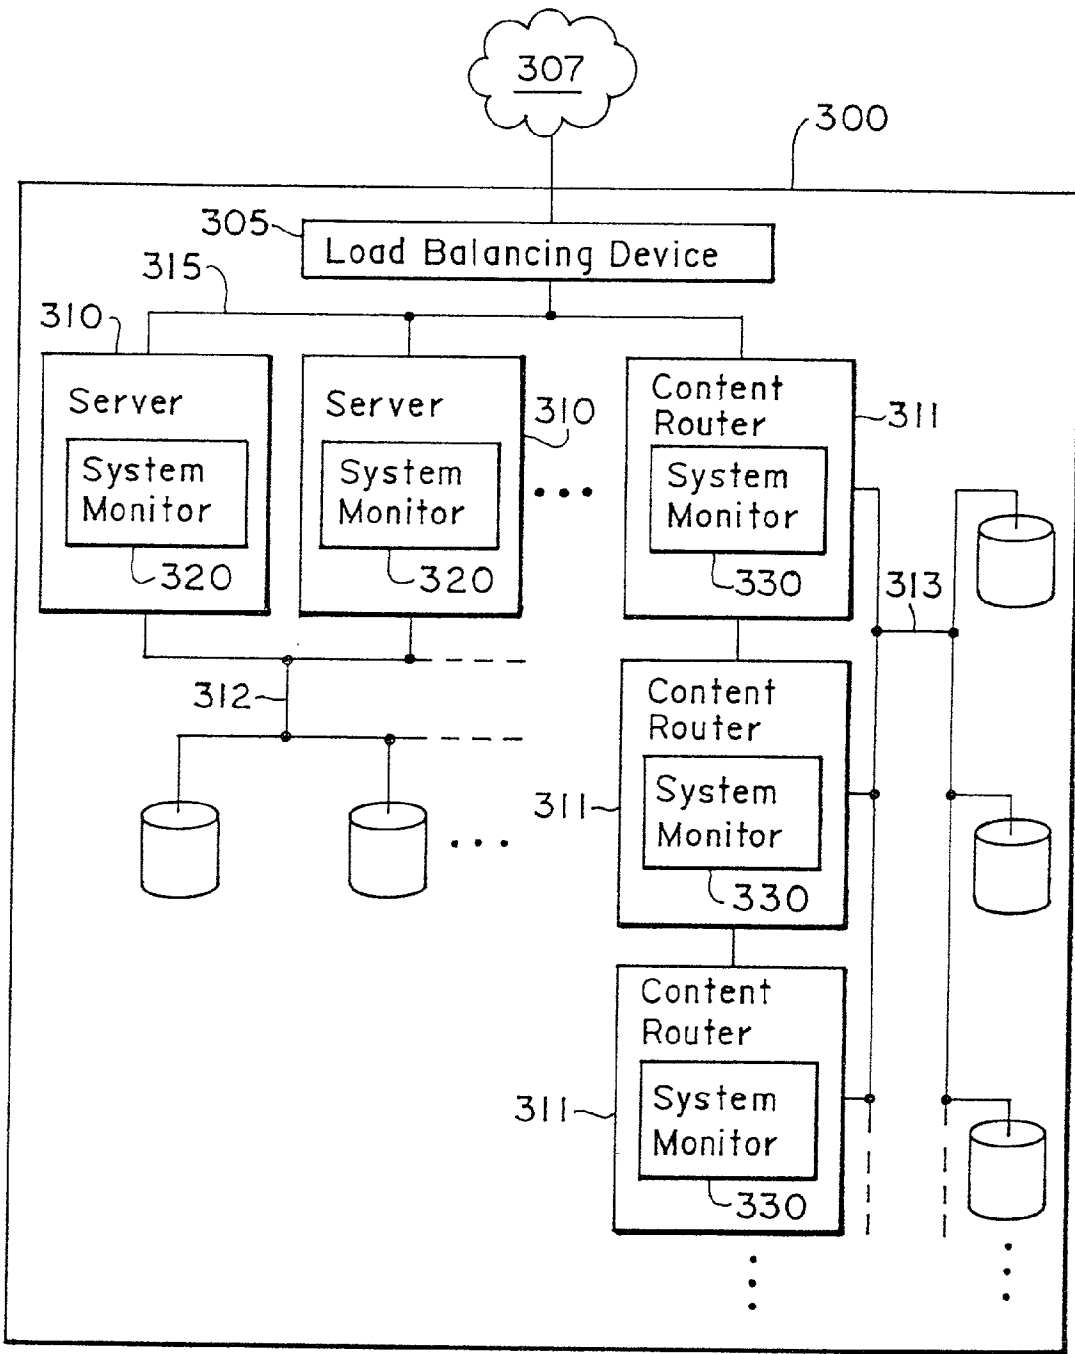 307
300
305
Load Balancing Device
315
310
Server
System
Monitor
320
Server
310
System
Monitor
320
Content
Router
311
System
Monitor
330
313
312
Content
Router
311
System
Monitor
330
Content
Router
311
System
Monitor
330